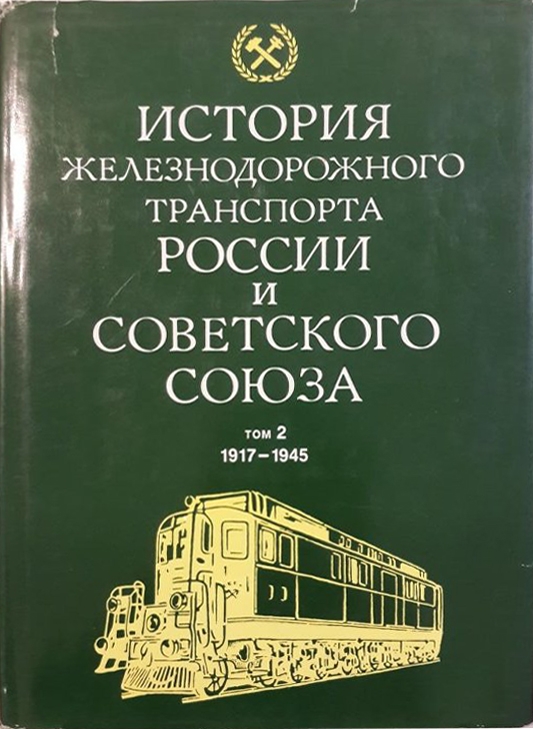 ИСТОРИЯ
ЖЕЛЕЗНОДОРОЖНОГО
ТРАНСПОРТА
РОССИИ
И
СОВЕТСКОГО
СОЮЗА
ТОМ 2
1917–1945